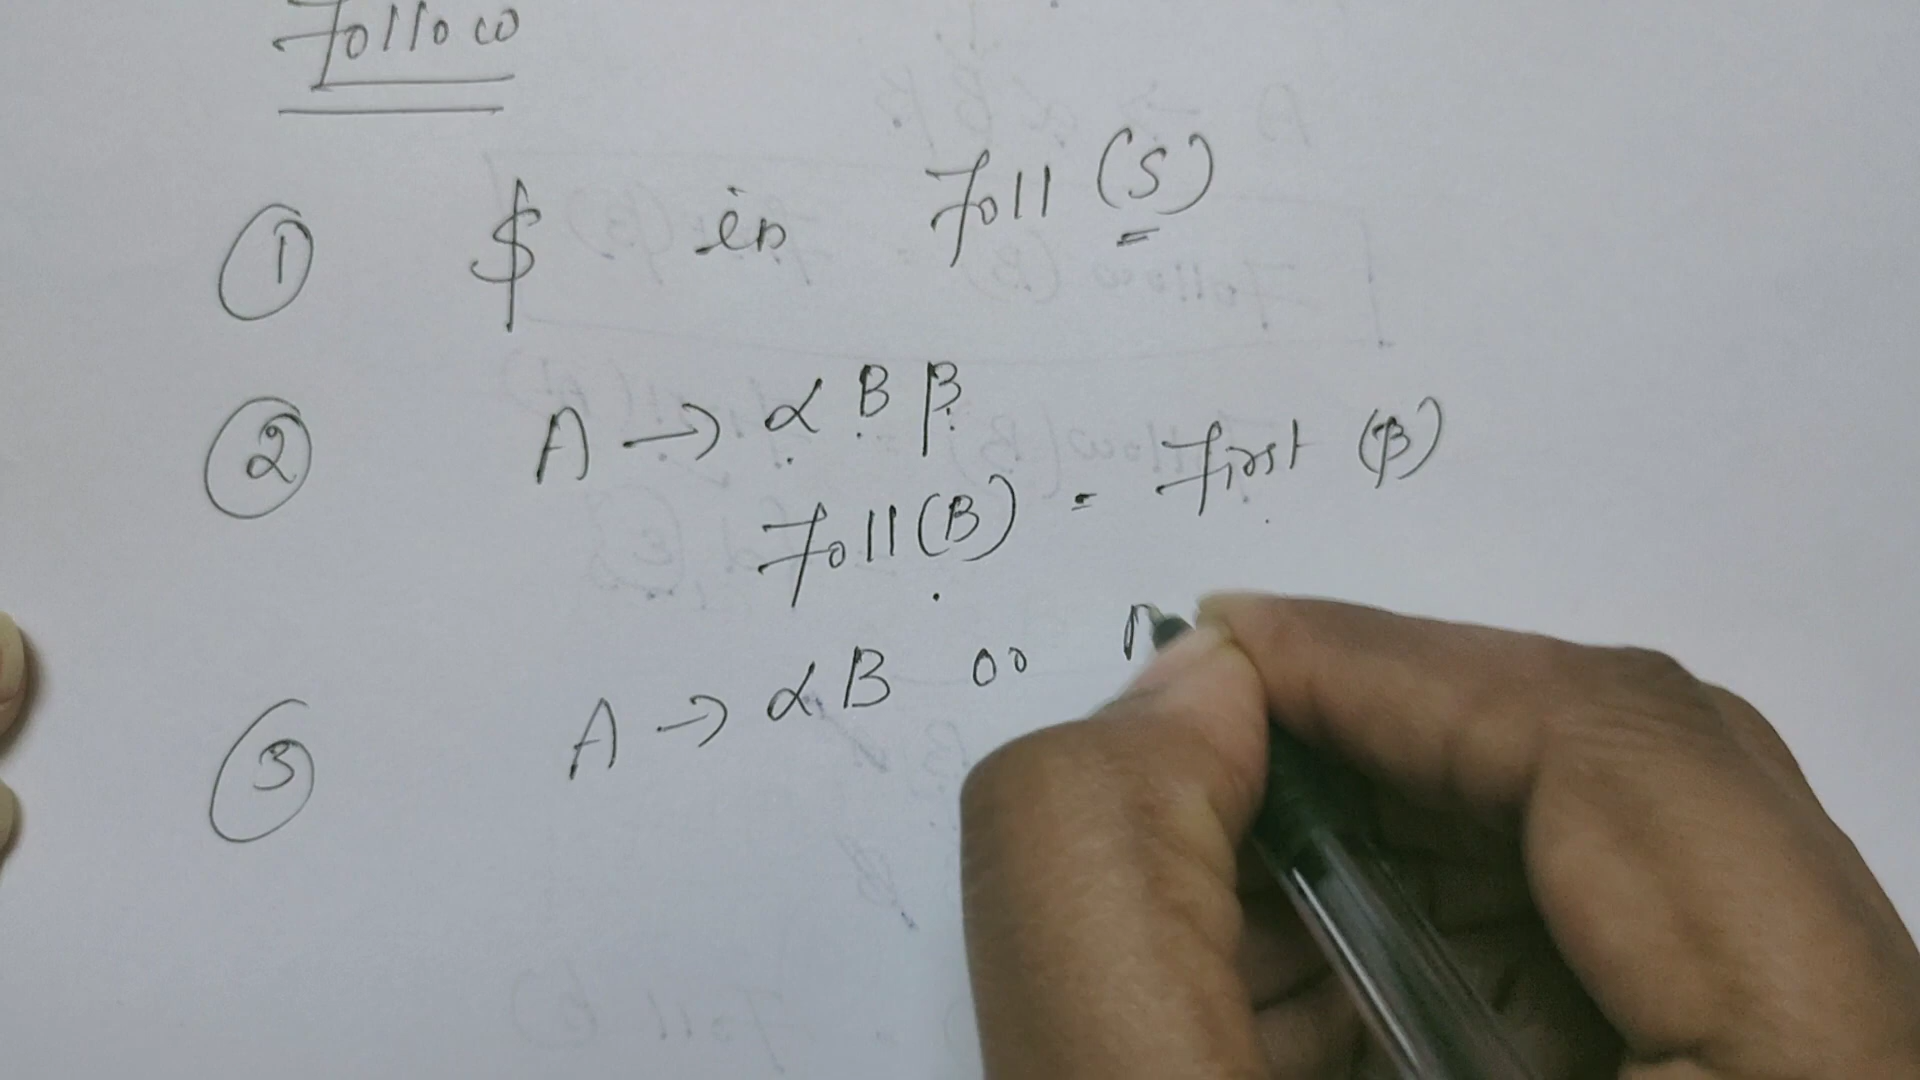 Follow
① $ in Foll (S)
② A → α B β
Foll (B) = First (β)
③ A → α B or